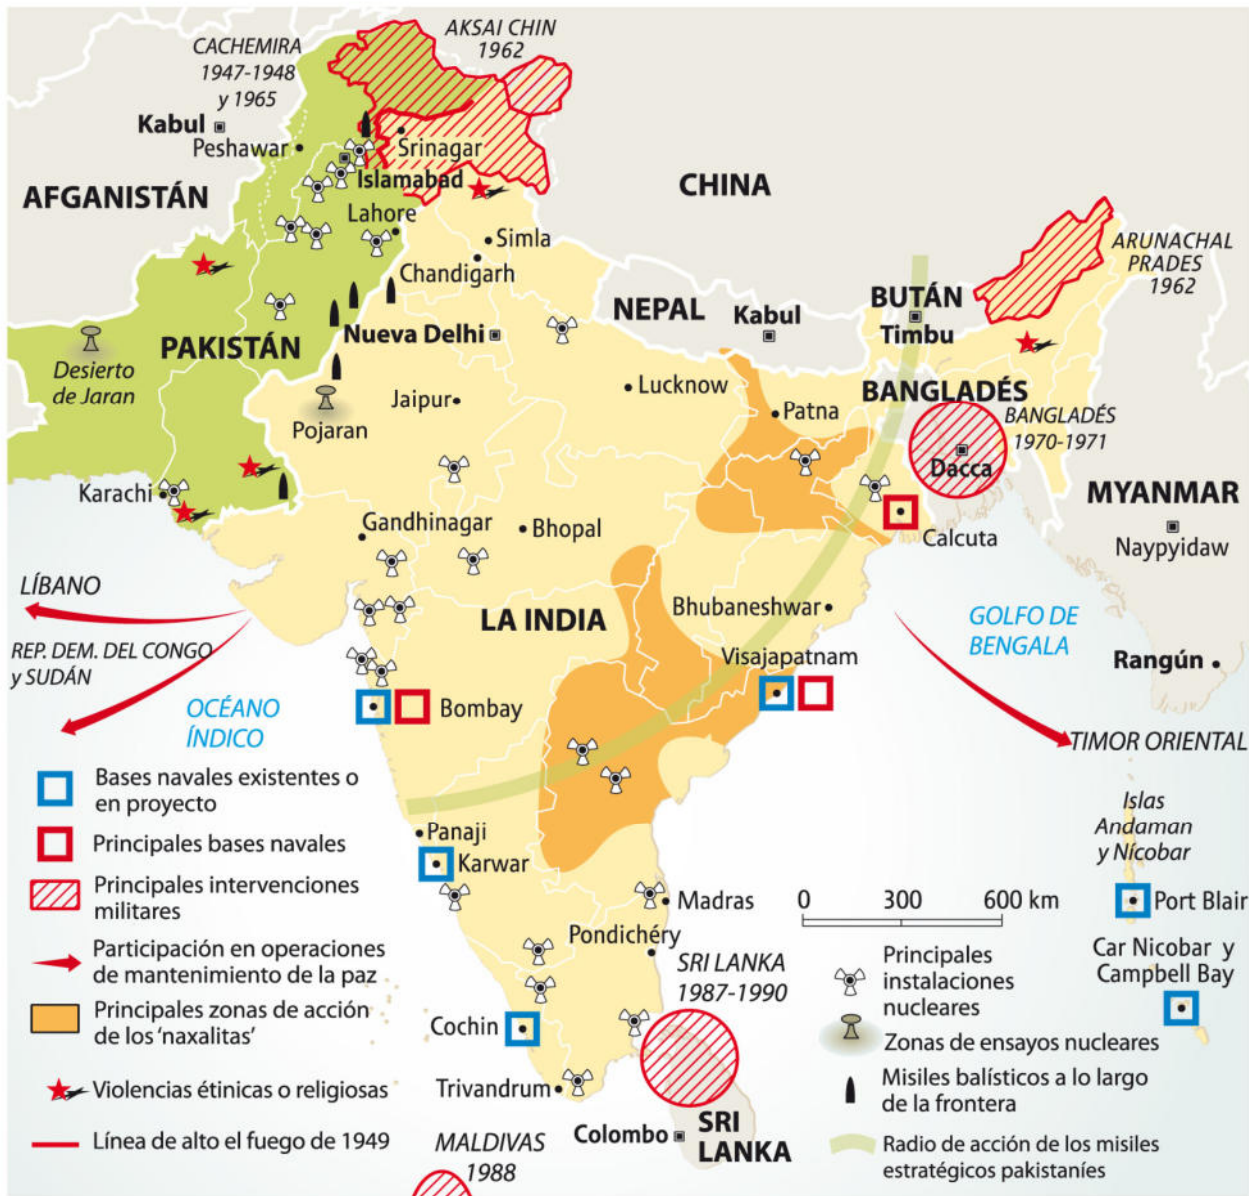 CACHEMIRA
1947-1948
y 1965
AKSAI CHIN
1962
Kabul
Peshawar
Srinagar
Islamabad
AFGANISTÁN
CHINA
Lahore
Simla
Chandigarh
ARUNACHAL
PRADES
1962
NEPAL
Kabul
BUTÁN
Timbu
PAKISTÁN
Nueva Delhi
Desierto
de Jaran
Pojaran
Jaipur
Lucknow
Patna
BANGLADÉS
BANGLADÉS
1970-1971
Dacca
Karachi
MYANMAR
Naypyidaw
Gandhinagar
Bhopal
Calcuta
LÍBANO
REP. DEM. DEL CONGO
y SUDÁN
LA INDIA
Bhubaneshwar
GOLFO DE
BENGALA
Visajapatnam
Rangún
OCÉANO
ÍNDICO
Bombay
TIMOR ORIENTAL
Bases navales existentes o
en proyecto
Principales bases navales
Principales intervenciones
militares
Participación en operaciones
de mantenimiento de la paz
Principales zonas de acción
de los 'naxalitas'
Violencias étinicas o religiosas
Línea de alto el fuego de 1949
Panaji
Karwar
Madras
Pondichéry
SRI LANKA
1987-1990
Cochin
Trivandrum
Colombo
SRI
LANKA
MALDIVAS
1988
Islas
Andaman
y Nícobar
Port Blair
Car Nicobar y
Campbell Bay
0 300 600 km
Principales
instalaciones
nucleares
Zonas de ensayos nucleares
Misiles balísticos a lo largo
de la frontera
Radio de acción de los misiles
estratégicos pakistaníes